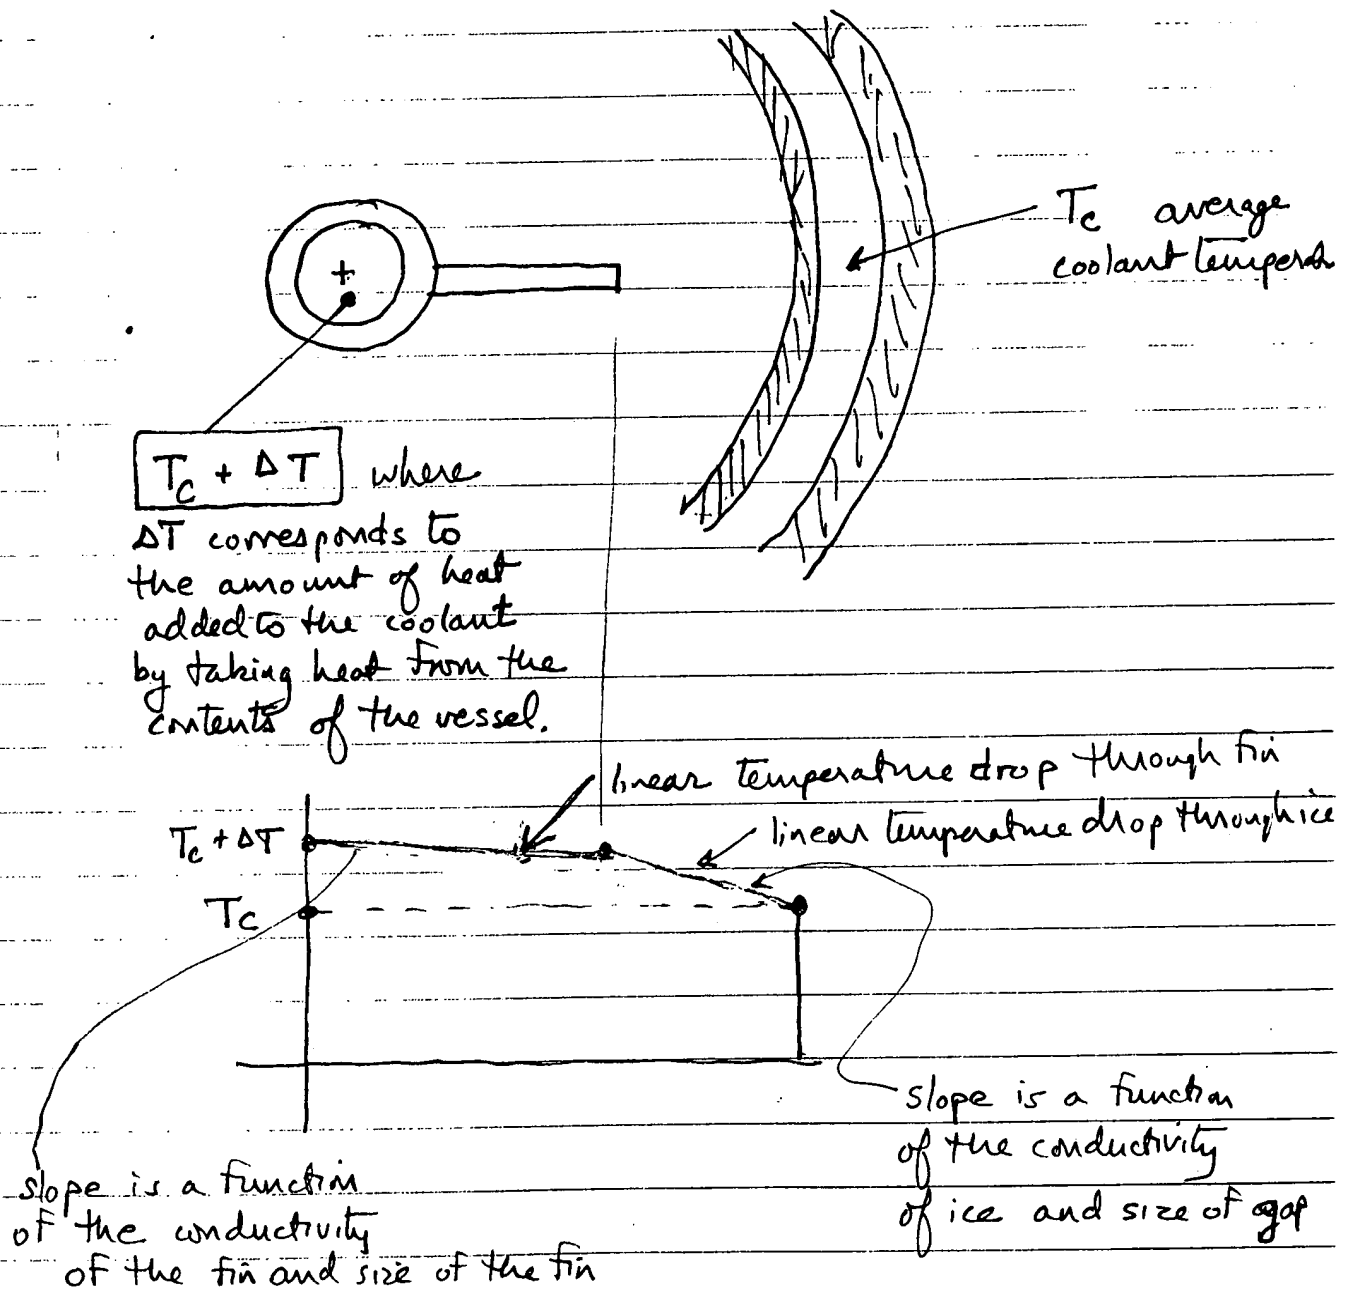 Tc average
coolant temperat
+
Tc + ΔT where
ΔT corresponds to
the amount of heat
added to the coolant
by taking heat from the
contents of the vessel.
linear temperature drop through fin
linear temperature drop through ice
Tc + ΔT
Tc
slope is a function
of the conductivity
of ice and size of gap
slope is a function
of the conductivity
of the fin and size of the fin